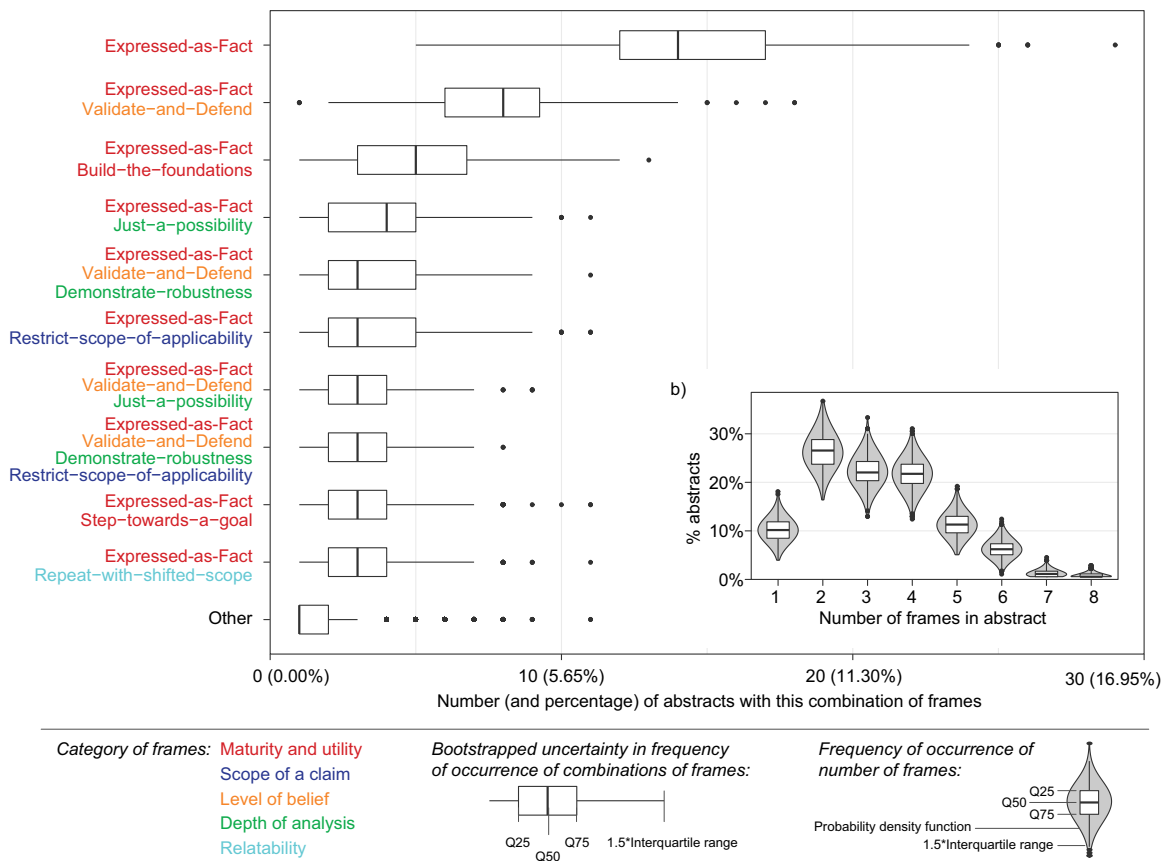 Expressed-as-Fact
Expressed-as-Fact
Validate−and−Defend
Expressed-as-Fact
Build−the−foundations
Expressed-as-Fact
Just−a−possibility
Expressed-as-Fact
Validate−and−Defend
Demonstrate−robustness
Expressed-as-Fact
Restrict−scope−of−applicability
Expressed-as-Fact
Validate−and−Defend
Just−a−possibility
Expressed-as-Fact
Validate−and−Defend
Demonstrate−robustness
Restrict−scope−of−applicability
Expressed-as-Fact
Step−towards−a−goal
Expressed-as-Fact
Repeat−with−shifted−scope
Other
0 (0.00%) 10 (5.65%) 20 (11.30%) 30 (16.95%)
Number (and percentage) of abstracts with this combination of frames
b)
% abstracts
30%
20%
10%
0%
1 2 3 4 5 6 7 8
Number of frames in abstract
Category of frames:
Maturity and utility
Scope of a claim
Level of belief
Depth of analysis
Relatability
Bootstrapped uncertainty in frequency
of occurrence of combinations of frames:
Q25 Q75 1.5*Interquartile range
Q50
Frequency of occurrence of
number of frames:
Q25
Q50
Q75
Probability density function
1.5*Interquartile range